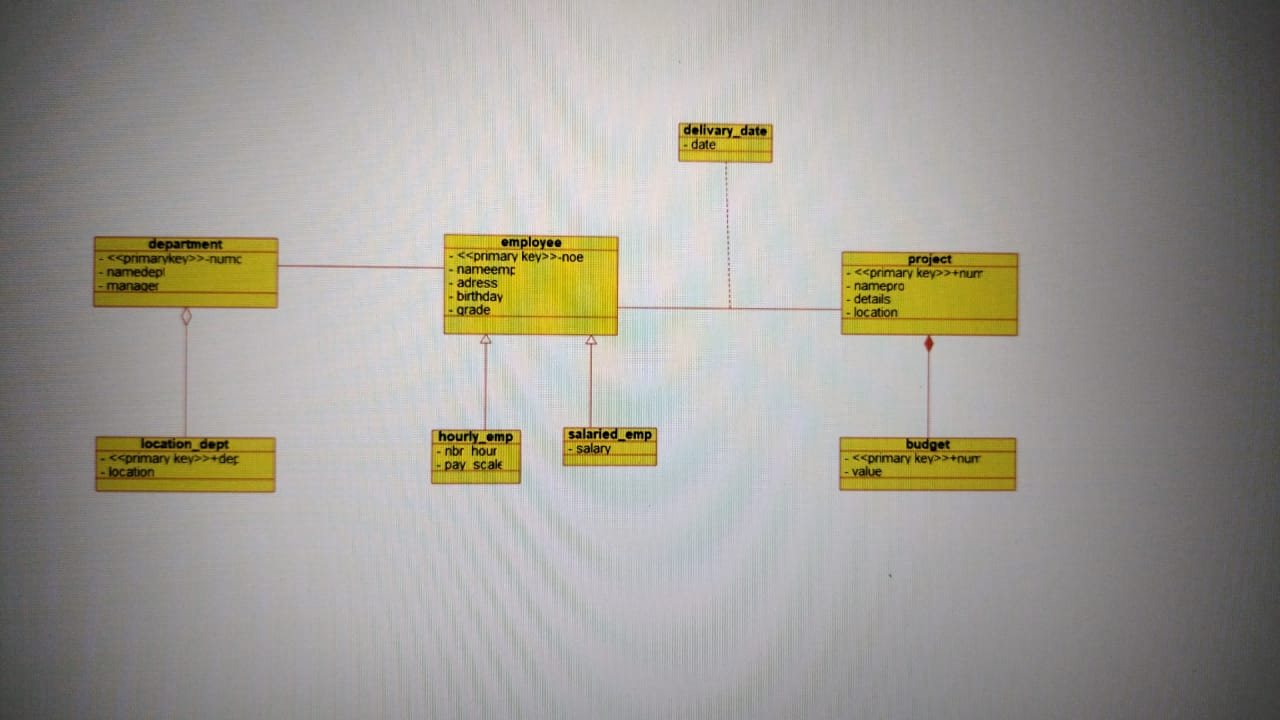 delivary_date
- date
department
- <<primarykey>>-numc
- namedep
- manager
employee
- <<primary key>>-noe
- nameemp
- adress
- birthday
- grade
project
- <<primary key>>+num
- namepro
- details
- location
location_dept
- <<primary key>>+dep
- location
hourly_emp
- nbr_hour
- pay_scale
salaried_emp
- salary
budget
- <<primary key>>+num
- value